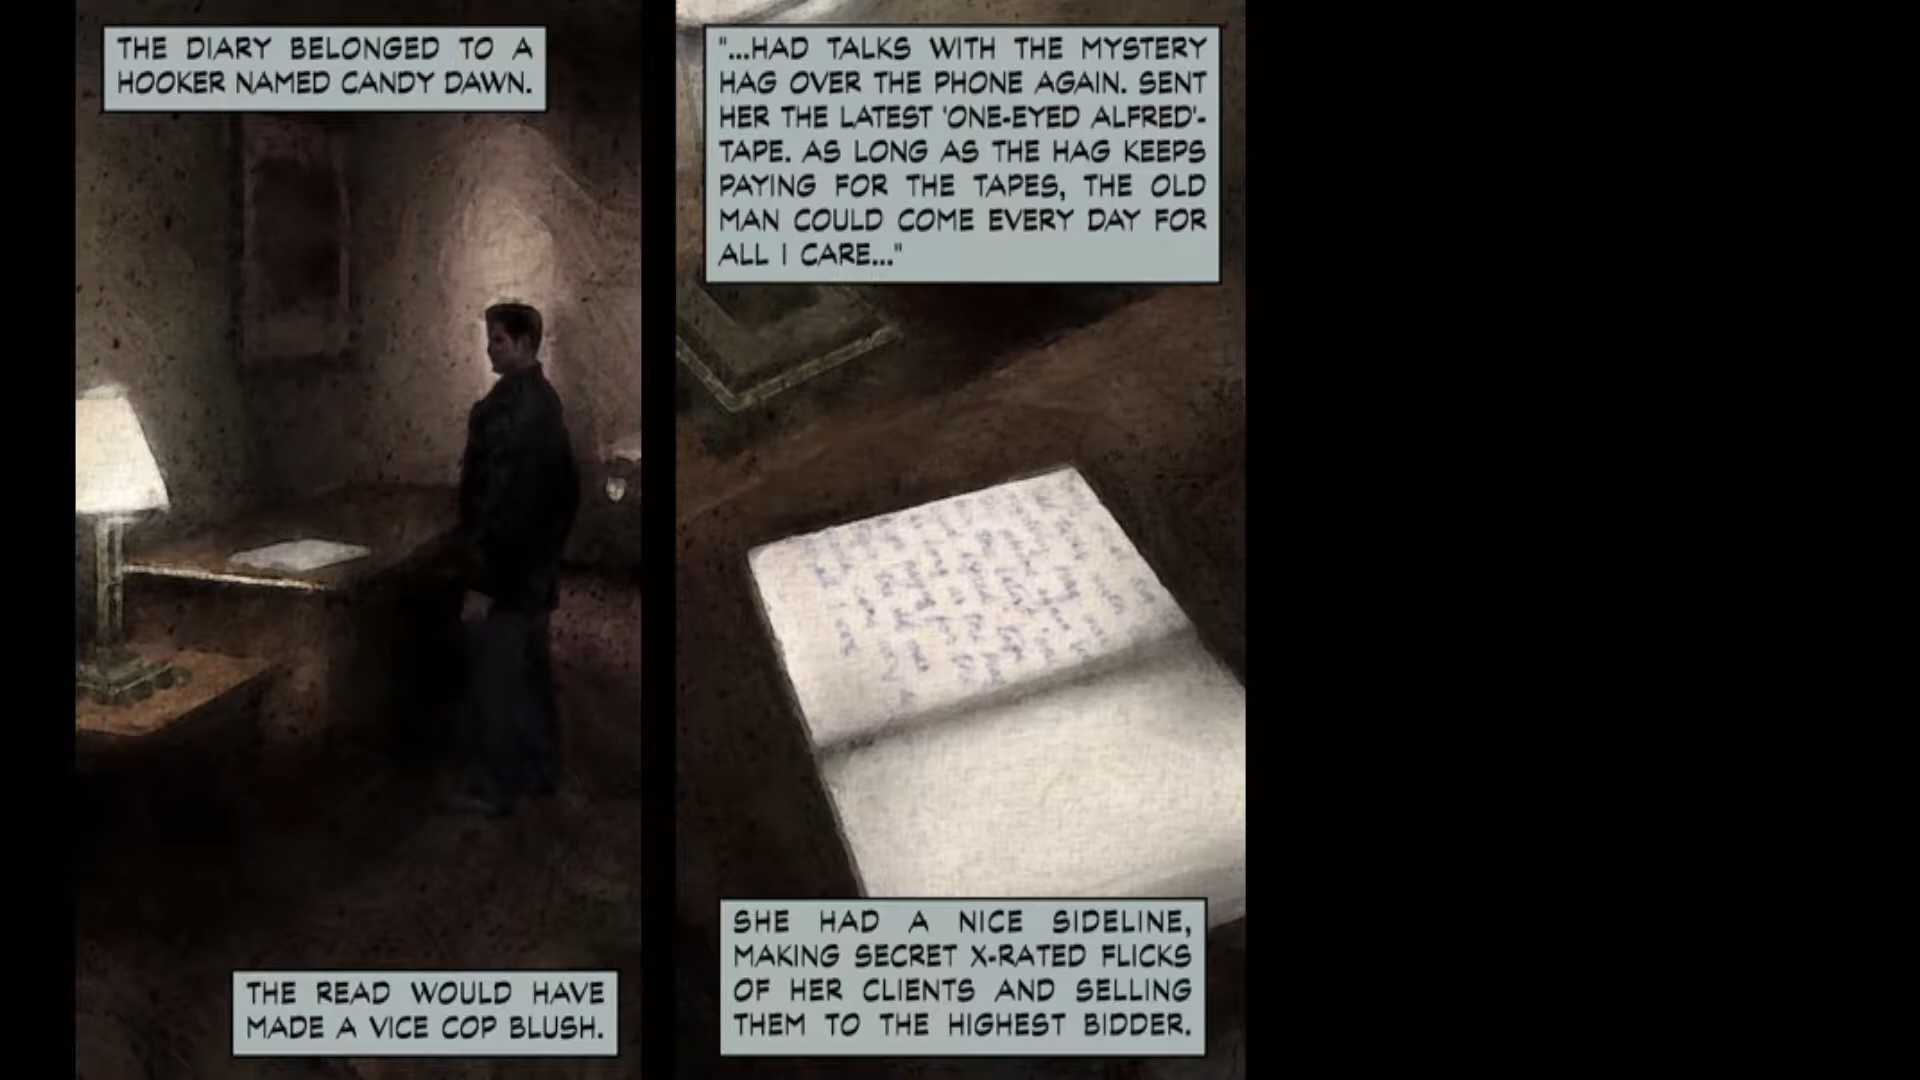 THE DIARY BELONGED TO A
HOOKER NAMED CANDY DAWN.
THE READ WOULD HAVE
MADE A VICE COP BLUSH.
"...HAD TALKS WITH THE MYSTERY
HAG OVER THE PHONE AGAIN. SENT
HER THE LATEST 'ONE-EYED ALFRED'-
TAPE. AS LONG AS THE HAG KEEPS
PAYING FOR THE TAPES, THE OLD
MAN COULD COME EVERY DAY FOR
ALL I CARE..."
SHE HAD A NICE SIDELINE,
MAKING SECRET X-RATED FLICKS
OF HER CLIENTS AND SELLING
THEM TO THE HIGHEST BIDDER.